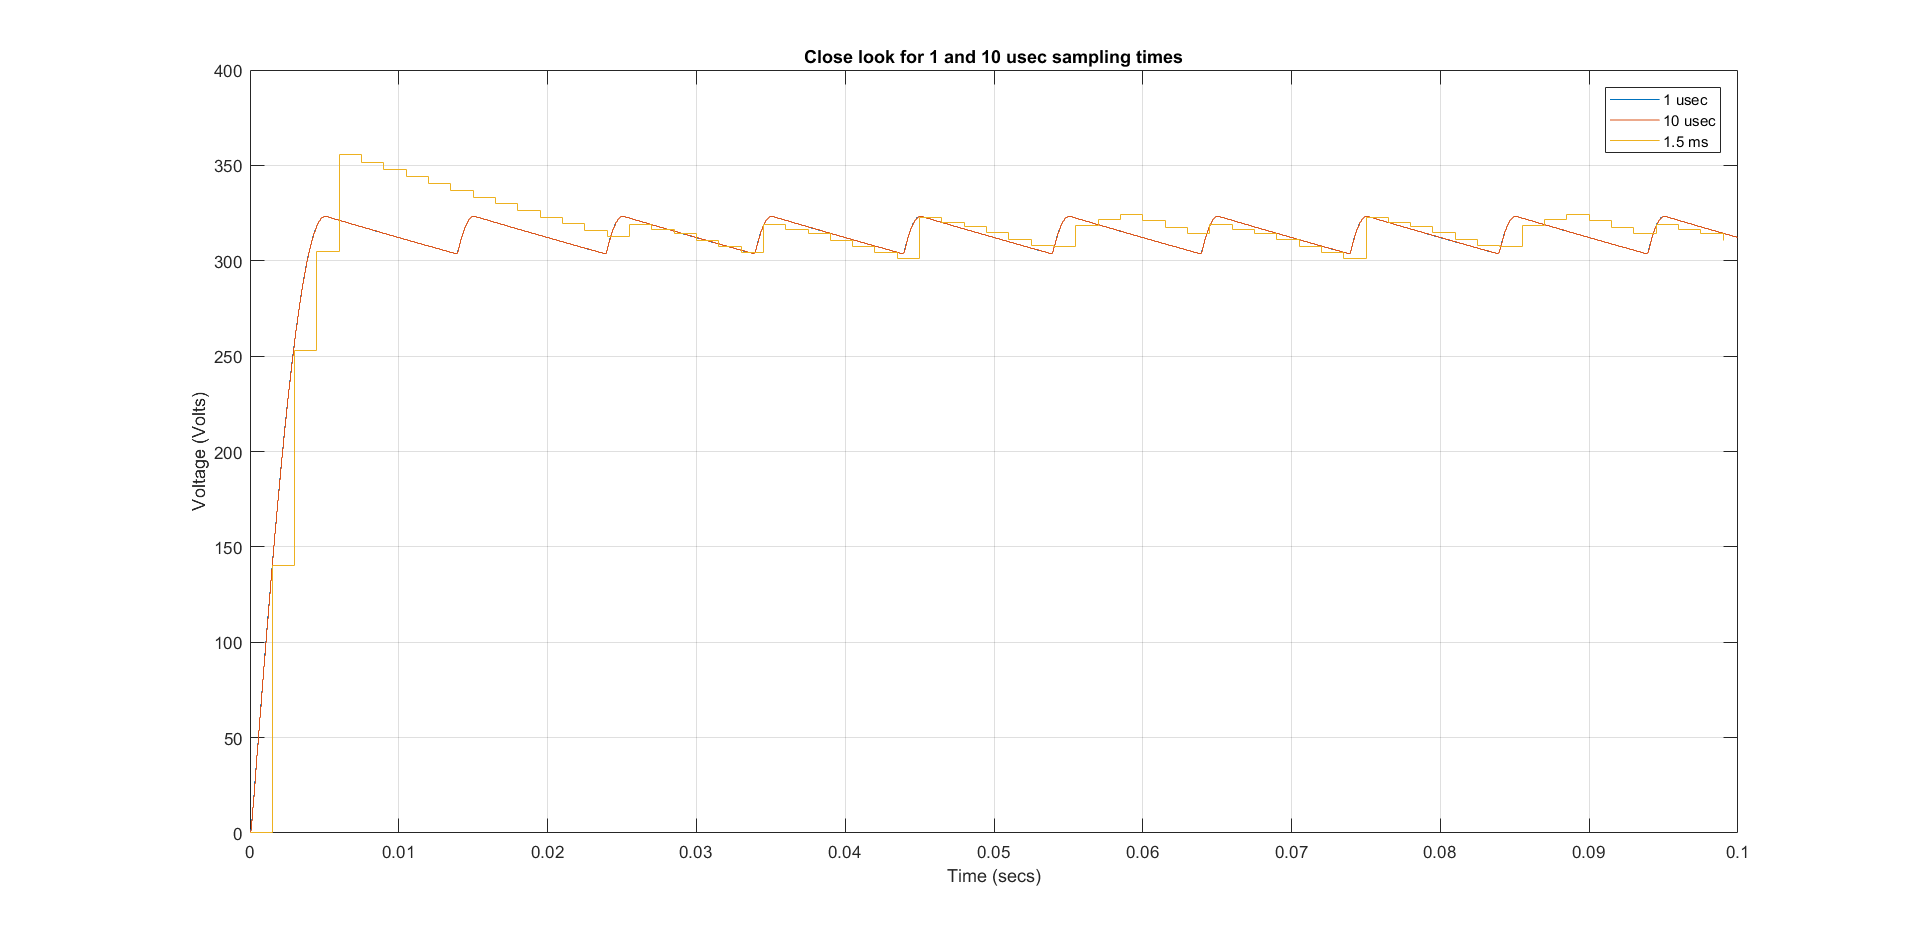 Close look for 1 and 10 usec sampling times
1 usec
10 usec
1.5 ms
Voltage (Volts)
400
350
300
250
200
150
100
50
0
0 0.01 0.02 0.03 0.04 0.05 0.06 0.07 0.08 0.09 0.1
Time (secs)